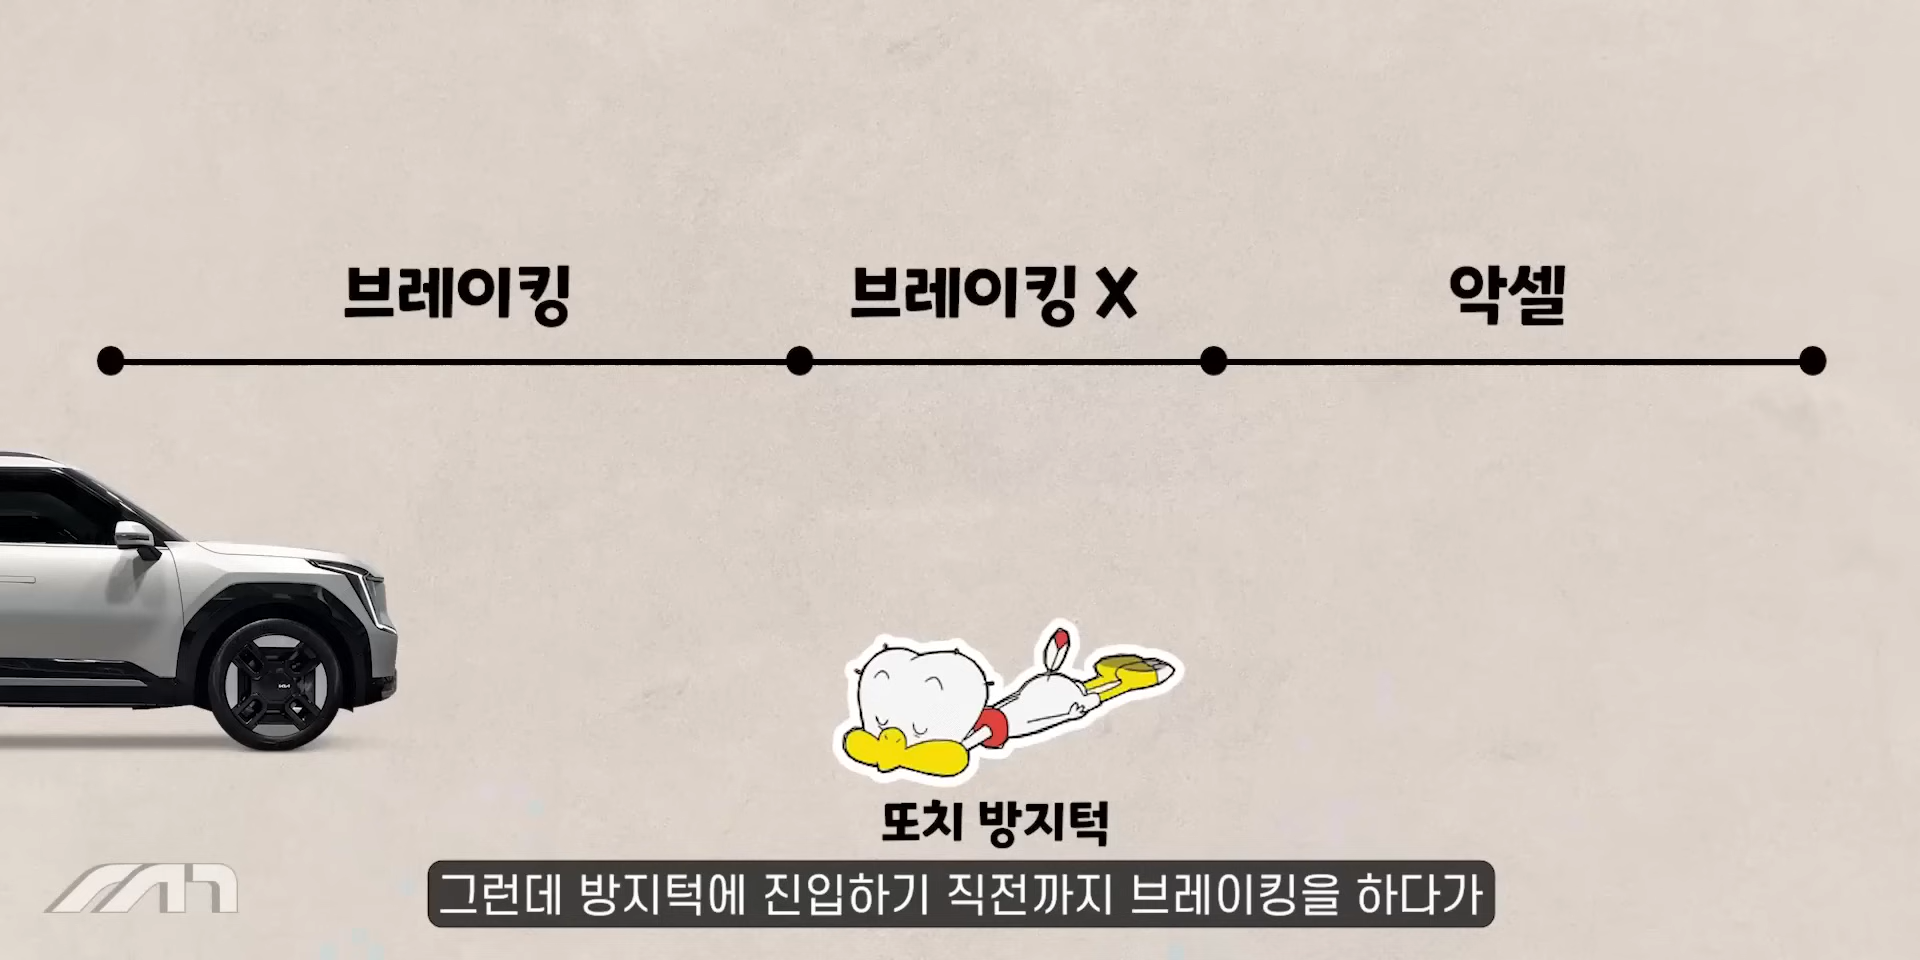 브레이킹
브레이킹 X
악셀
또치 방지턱
그런데 방지턱에 진입하기 직전까지 브레이킹을 하다가